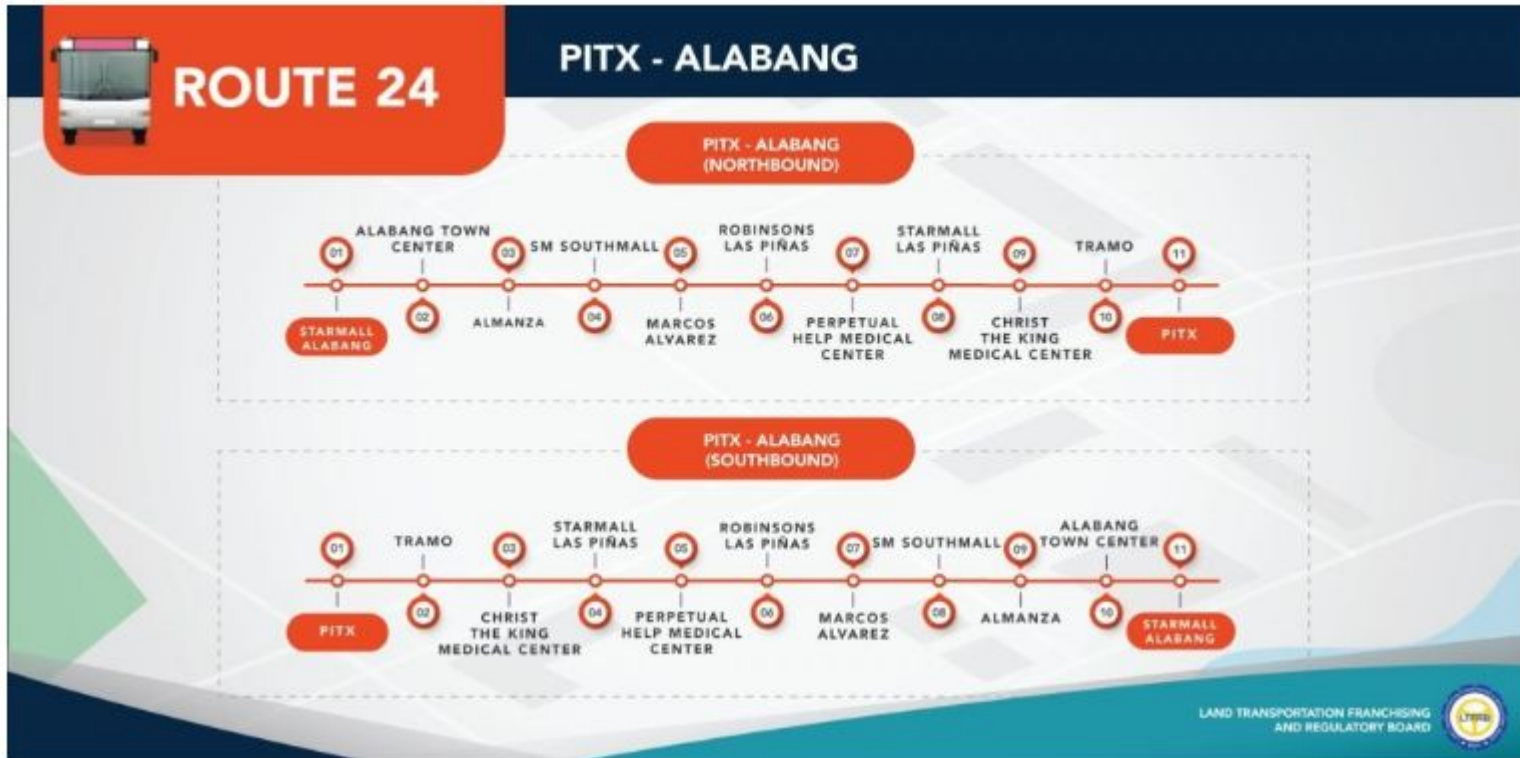 ROUTE 24
PITX - ALABANG
PITX - ALABANG
(NORTHBOUND)
01
STARMALL
ALABANG
ALABANG TOWN
CENTER
02
03
ALMANZA
SM SOUTHMALL
04
05
MARCOS
ALVAREZ
ROBINSONS
LAS PIÑAS
06
07
PERPETUAL
HELP MEDICAL
CENTER
STARMALL
LAS PIÑAS
08
09
CHRIST
THE KING
MEDICAL CENTER
TRAMO
10
11
PITX
PITX - ALABANG
(SOUTHBOUND)
01
PITX
TRAMO
02
03
CHRIST
THE KING
MEDICAL CENTER
STARMALL
LAS PIÑAS
04
05
PERPETUAL
HELP MEDICAL
CENTER
ROBINSONS
LAS PIÑAS
06
07
MARCOS
ALVAREZ
SM SOUTHMALL
08
09
ALMANZA
ALABANG
TOWN CENTER
10
11
STARMALL
ALABANG
LAND TRANSPORTATION FRANCHISING
AND REGULATORY BOARD
LTFRB